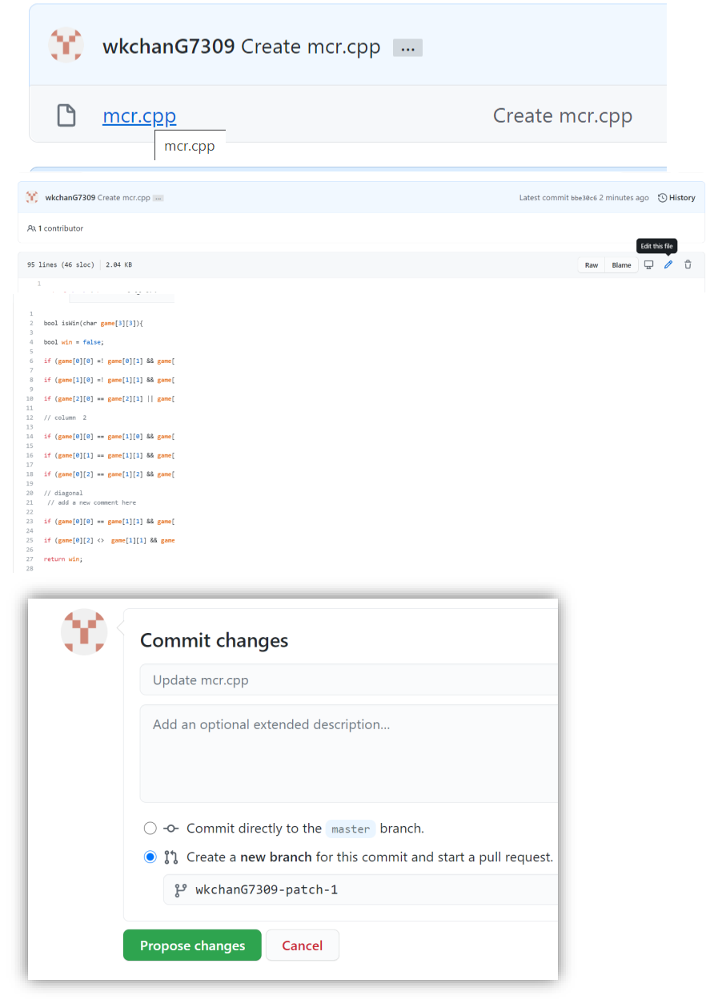 wkchanG7309 Create mcr.cpp ...
mcr.cpp Create mcr.cpp
mcr.cpp
wkchanG7309 Create mcr.cpp ... Latest commit bbe30c6 2 minutes ago History
1 contributor
Edit this file
95 lines (46 sloc) 2.04 KB Raw Blame
1
1
2 bool isWin(char game[3][3]){
3
4 bool win = false;
5
6 if (game[0][0] =! game[0][1] && game[
7
8 if (game[1][0] =! game[1][1] && game[
9
10 if (game[2][0] == game[2][1] || game[
11
12 // column 2
13
14 if (game[0][0] == game[1][0] && game[
15
16 if (game[0][1] == game[1][1] && game[
17
18 if (game[0][2] == game[1][2] && game[
19
20 // diagonal
21 // add a new comment here
22
23 if (game[0][0] == game[1][1] && game[
24
25 if (game[0][2] <> game[1][1] && game
26
27 return win;
28
Commit changes
Update mcr.cpp
Add an optional extended description...
Commit directly to the master branch.
Create a new branch for this commit and start a pull request.
wkchanG7309-patch-1
Propose changes Cancel